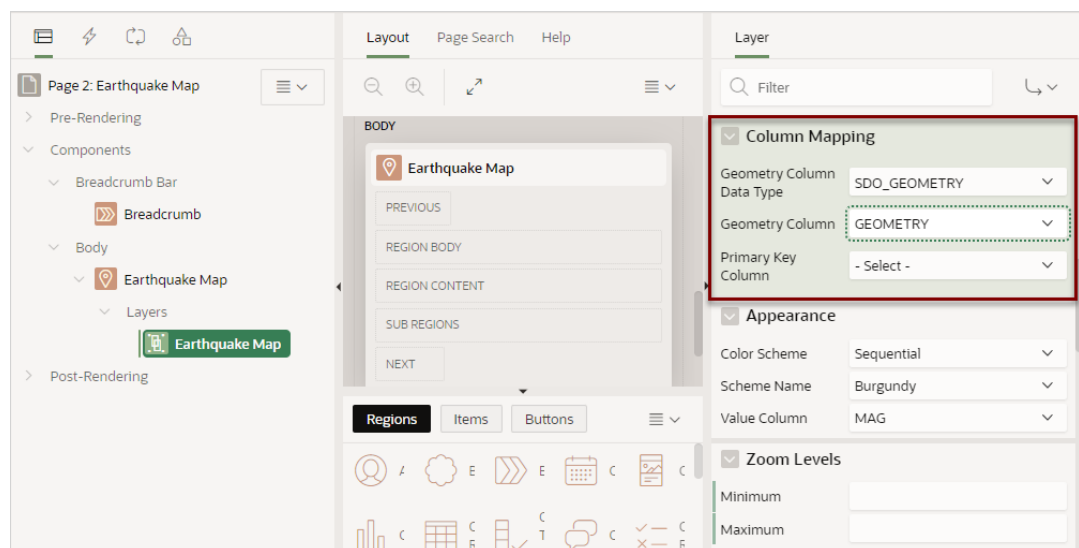 Page 2: Earthquake Map
Pre-Rendering
Components
Breadcrumb Bar
Breadcrumb
Body
Earthquake Map
Layers
Earthquake Map
Post-Rendering
Layout Page Search Help
BODY
Earthquake Map
PREVIOUS
REGION BODY
REGION CONTENT
SUB REGIONS
NEXT
Regions Items Buttons
E E C C
C C C C
Layer
Filter
Column Mapping
Geometry Column
Data Type
SDO_GEOMETRY
Geometry Column GEOMETRY
Primary Key
Column
- Select -
Appearance
Color Scheme Sequential
Scheme Name Burgundy
Value Column MAG
Zoom Levels
Minimum
Maximum